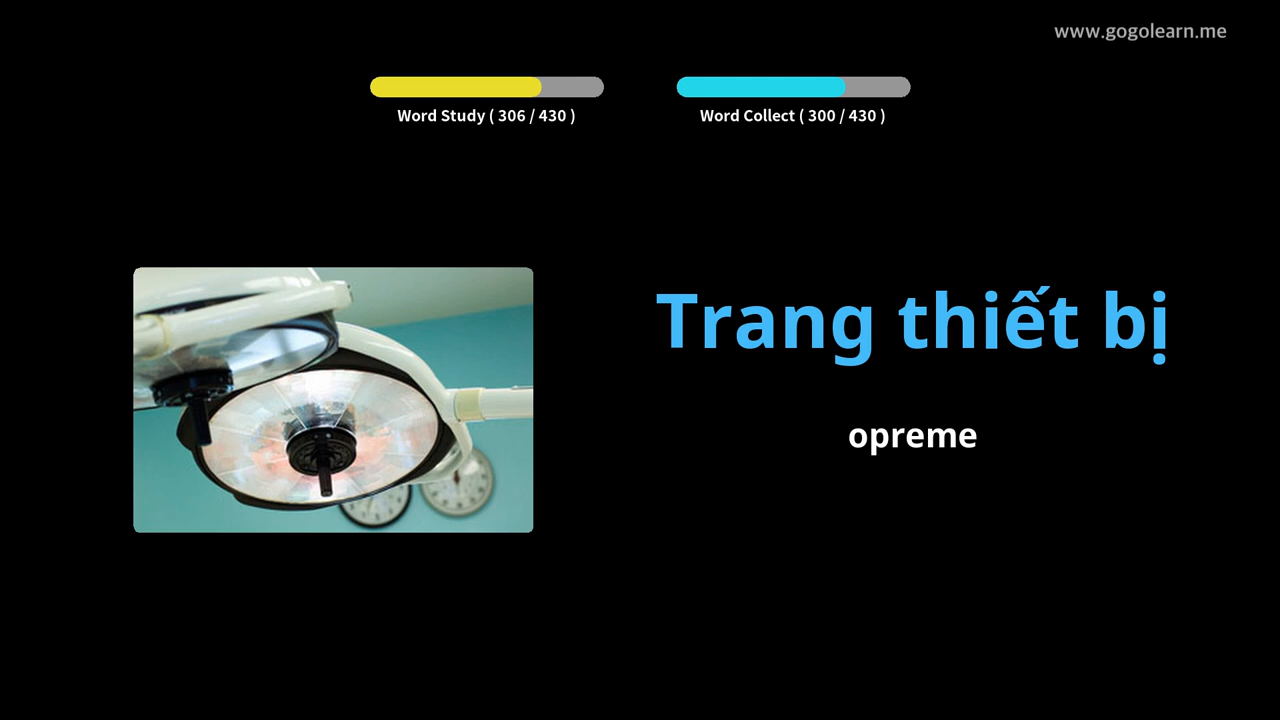 www.gogolearn.me
Word Study ( 306 / 430 )
Word Collect ( 300 / 430 )
Trang thiết bị
opreme